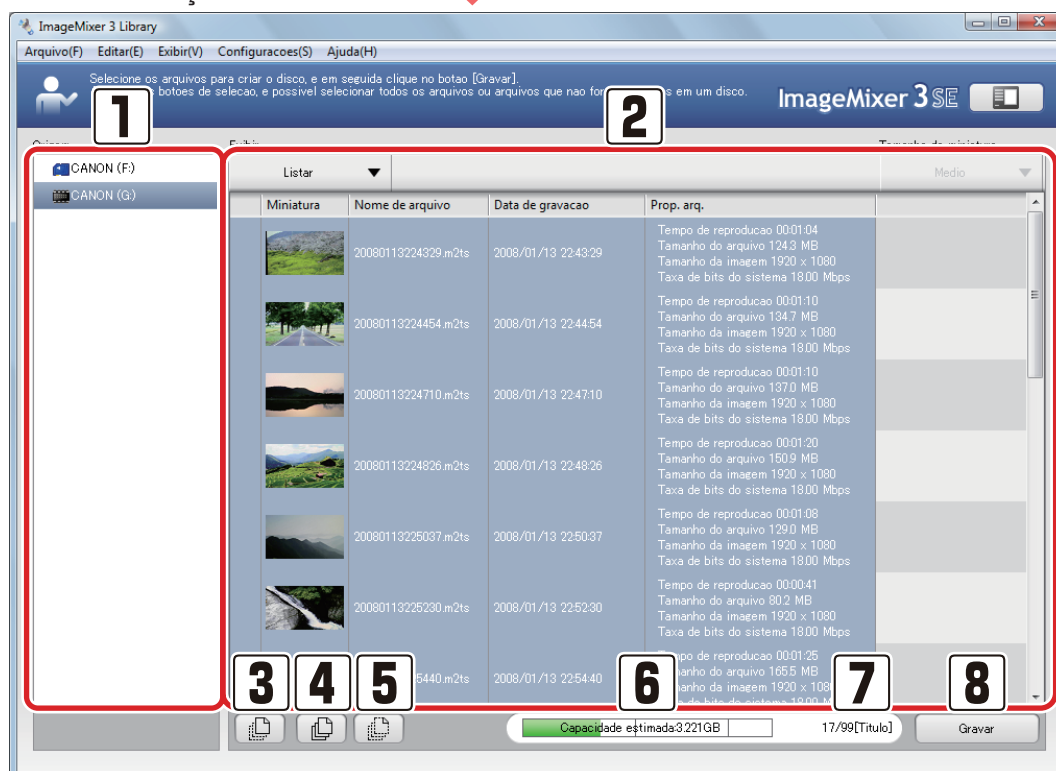 ImageMixer 3 Library
Arquivo(F) Editar(E) Exibir(V) Configuracoes(S) Ajuda(H)
Selecione os arquivos para criar o disco, e em seguida clique no botao [Gravar].
botoes de selecao, e possivel selecionar todos os arquivos ou arquivos que nao em um disco.
ImageMixer 3 SE
1
2
CANON (F:)
CANON (G:)
Listar
Medio
Miniatura Nome de arquivo Data de gravacao Prop. arq.
20080113224329.m2ts 2008/01/13 22:43:29
Tempo de reproducao 00:01:04
Tamanho do arquivo 124.3 MB
Tamanho da imagem 1920 x 1080
Taxa de bits do sistema 18.00 Mbps
20080113224454.m2ts 2008/01/13 22:44:54
Tempo de reproducao 00:01:10
Tamanho do arquivo 134.7 MB
Tamanho da imagem 1920 x 1080
Taxa de bits do sistema 18.00 Mbps
20080113224710.m2ts 2008/01/13 22:47:10
Tempo de reproducao 00:01:10
Tamanho do arquivo 137.0 MB
Tamanho da imagem 1920 x 1080
Taxa de bits do sistema 18.00 Mbps
20080113224826.m2ts 2008/01/13 22:48:26
Tempo de reproducao 00:01:20
Tamanho do arquivo 150.9 MB
Tamanho da imagem 1920 x 1080
Taxa de bits do sistema 18.00 Mbps
20080113225037.m2ts 2008/01/13 22:50:37
Tempo de reproducao 00:01:08
Tamanho do arquivo 129.0 MB
Tamanho da imagem 1920 x 1080
Taxa de bits do sistema 18.00 Mbps
20080113225230.m2ts 2008/01/13 22:52:30
Tempo de reproducao 00:00:41
Tamanho do arquivo 80.2 MB
Tamanho da imagem 1920 x 1080
Taxa de bits do sistema 18.00 Mbps
5440.m2ts 2008/01/13 22:54:40
de reproducao 00:01:25
do arquivo 165.5 MB
da imagem 1920 x
3 4 5 6 7 8
Capacidade estimada:3.221GB 17/99[Titulo] Gravar